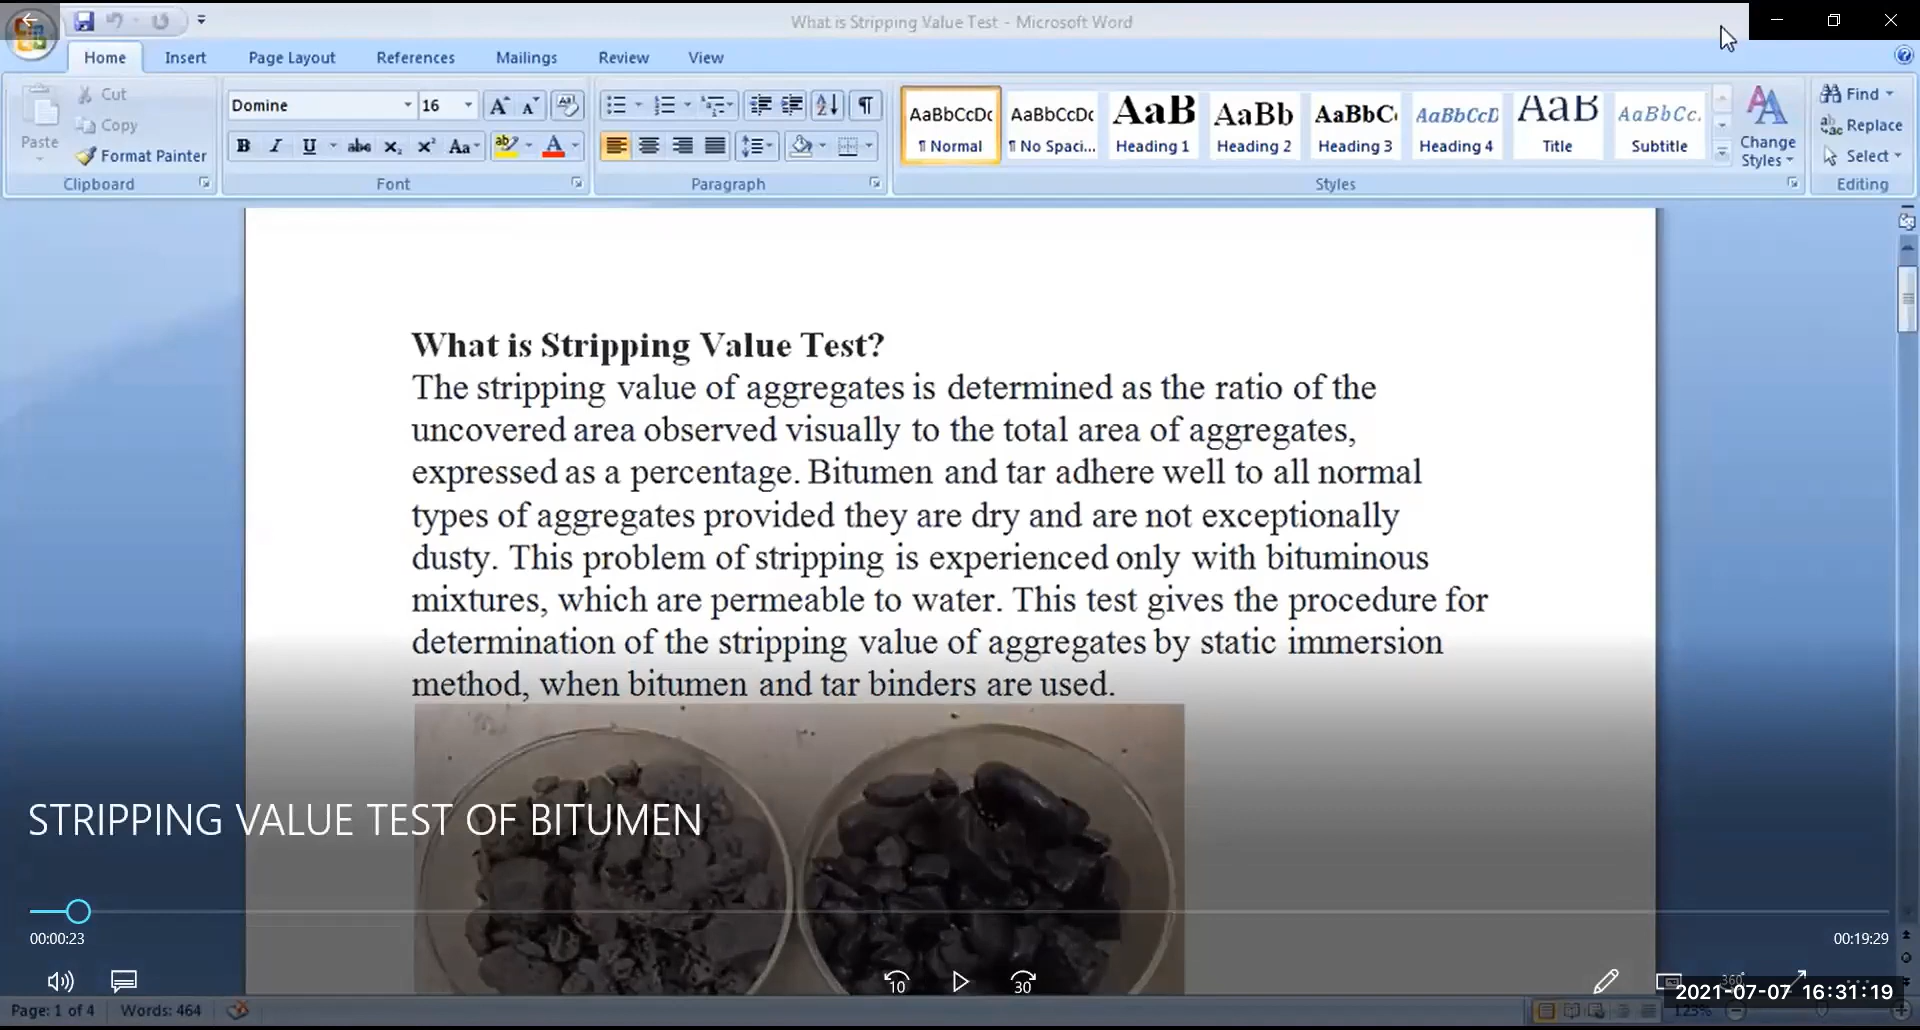 What is Stripping Value Test - Microsoft Word
Home Insert Page Layout References Mailings Review View
Paste
Cut
Copy
Format Painter
Clipboard
Domine 16
Font
Paragraph
AaBbCcDc AaBbCcDc AaB AaBb AaBbC AaBbCcD AaB AaBbCc.
¶ Normal ¶ No Spaci... Heading 1 Heading 2 Heading 3 Heading 4 Title Subtitle
Change
Styles
Styles
Find
Replace
Select
Editing
What is Stripping Value Test?
The stripping value of aggregates is determined as the ratio of the
uncovered area observed visually to the total area of aggregates,
expressed as a percentage. Bitumen and tar adhere well to all normal
types of aggregates provided they are dry and are not exceptionally
dusty. This problem of stripping is experienced only with bituminous
mixtures, which are permeable to water. This test gives the procedure for
determination of the stripping value of aggregates by static immersion
method, when bitumen and tar binders are used.
STRIPPING VALUE TEST OF BITUMEN
00:00:23 00:19:29
10 30
2021-07-07 16:31:19
Page: 1 of 4 Words: 464 123%